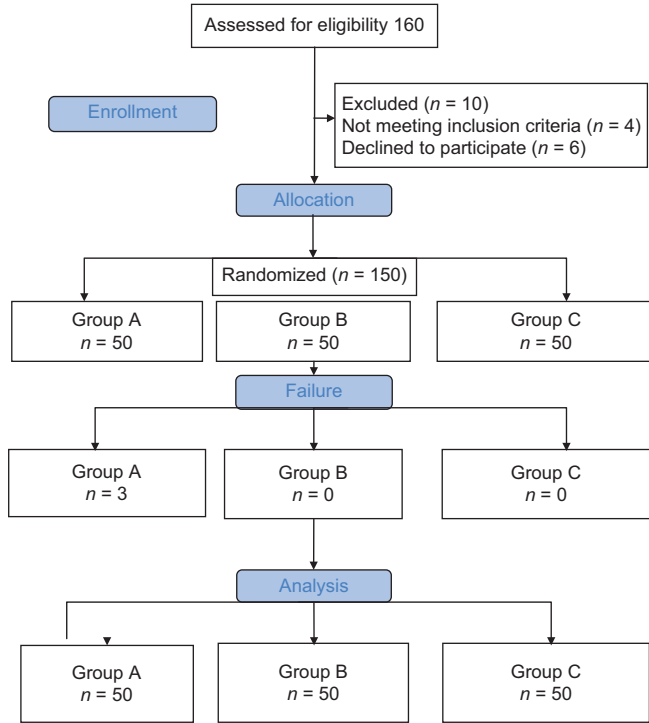 Assessed for eligibility 160
Enrollment
Excluded (n = 10)
Not meeting inclusion criteria (n = 4)
Declined to participate (n = 6)
Allocation
Randomized (n = 150)
Group A
n = 50
Group B
n = 50
Group C
n = 50
Failure
Group A
n = 3
Group B
n = 0
Group C
n = 0
Analysis
Group A
n = 50
Group B
n = 50
Group C
n = 50